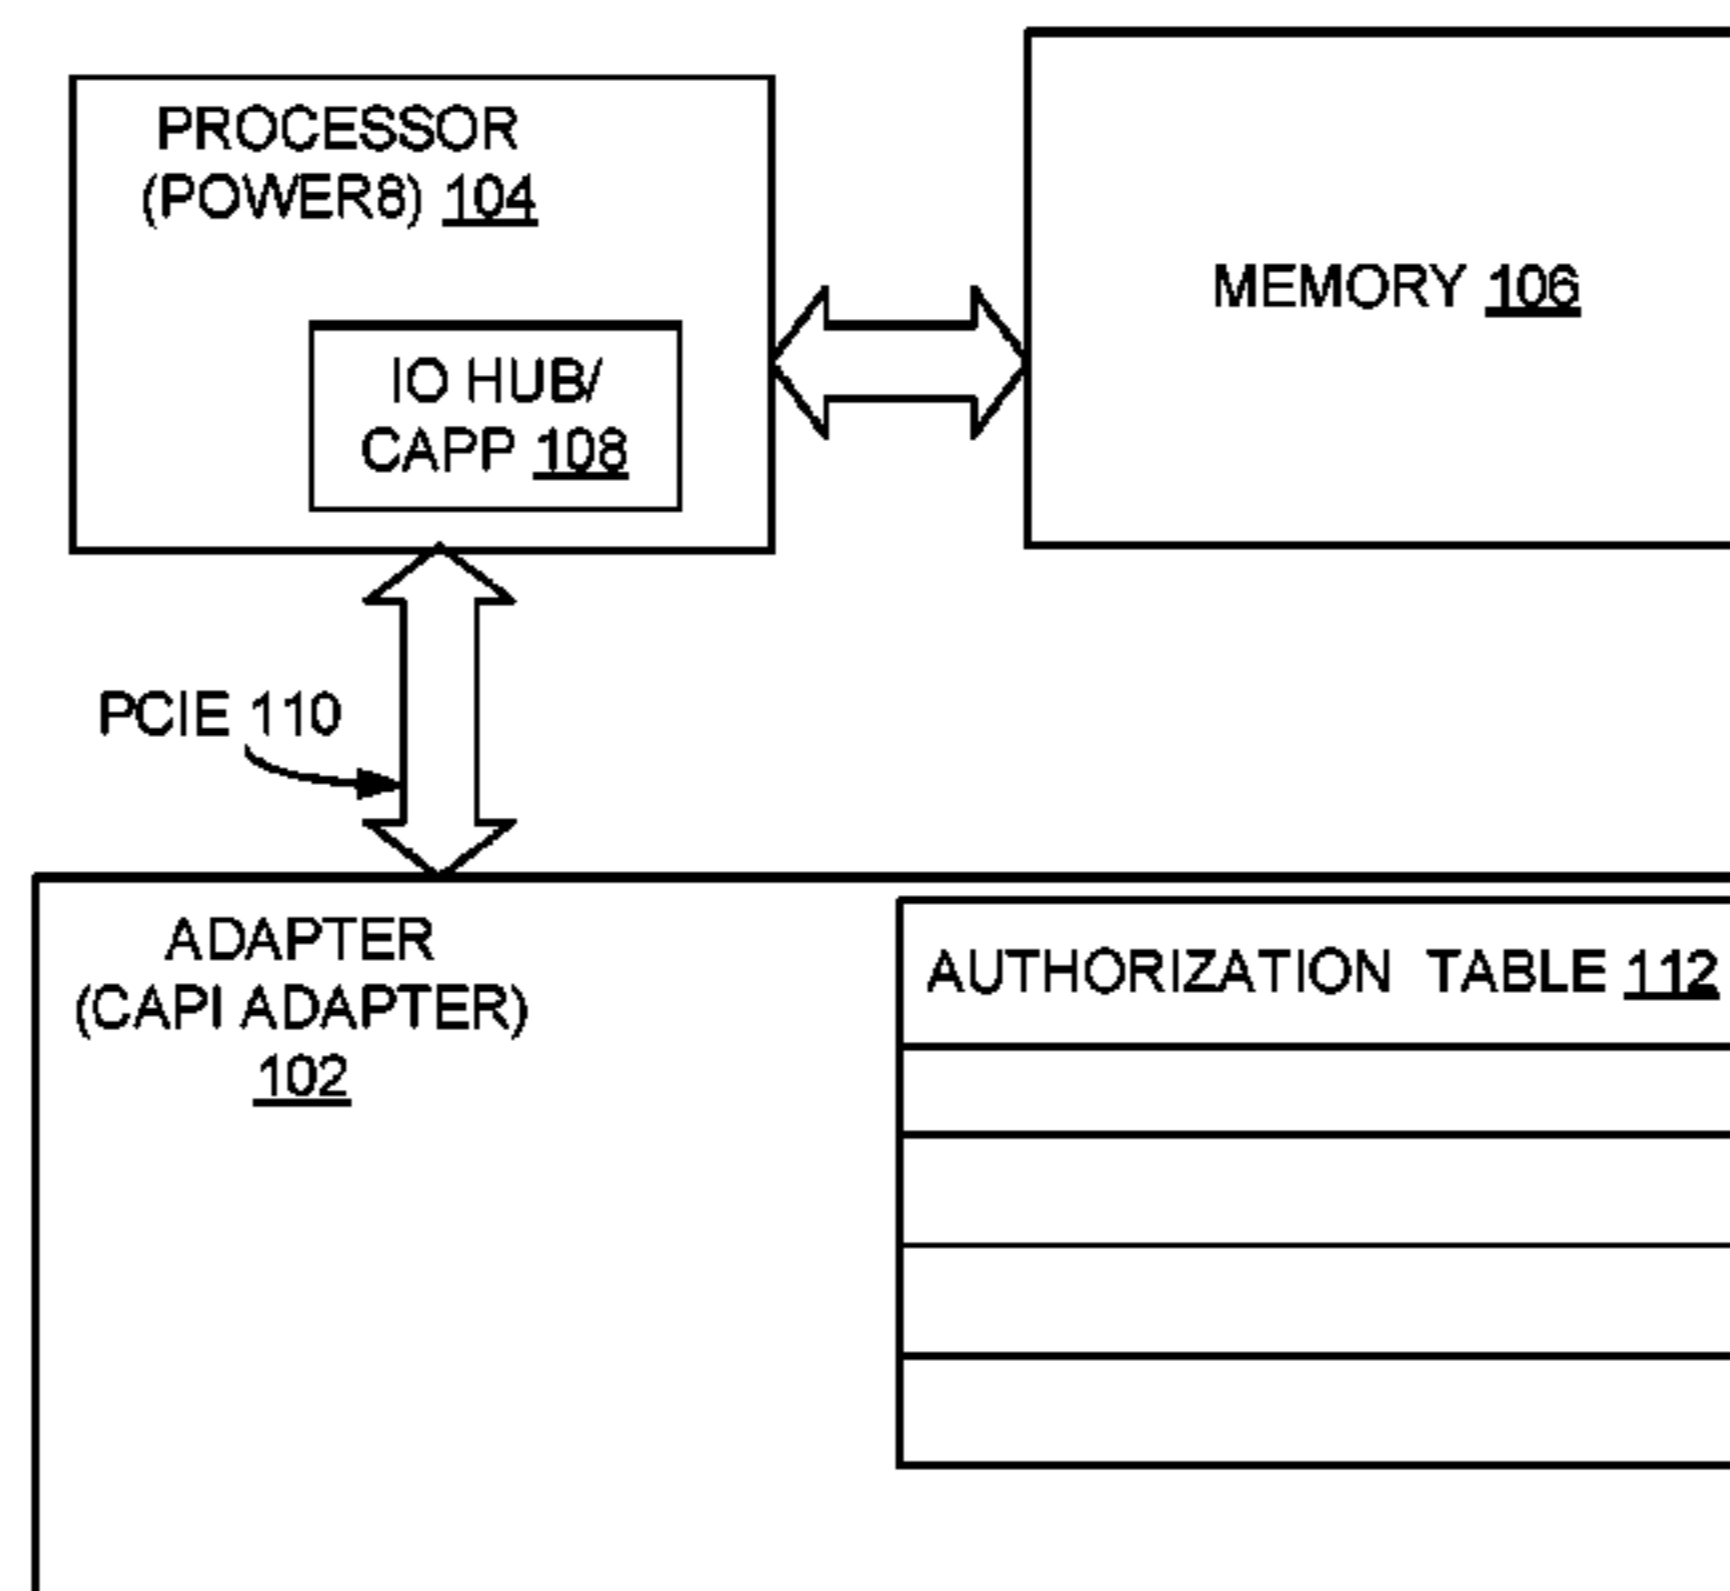 PROCESSOR
(POWER8) 104
MEMORY 106
IO HUB/
CAPP 108
PCIE 110
ADAPTER
(CAPI ADAPTER)
102
AUTHORIZATION TABLE 112